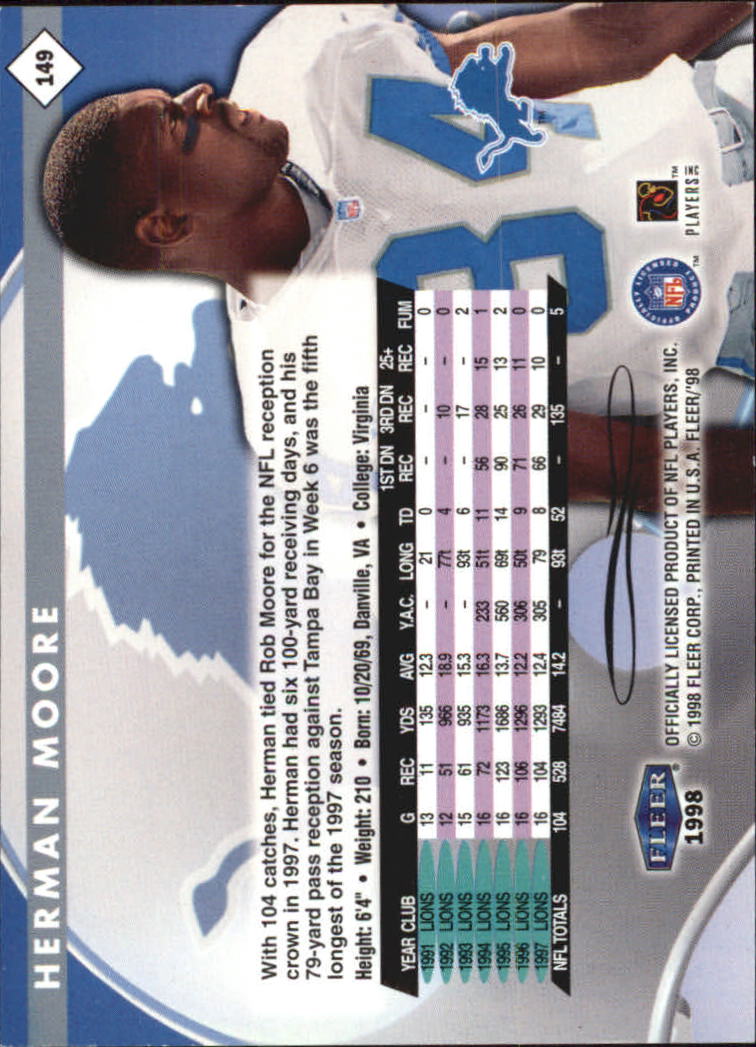 149
HERMAN MOORE
84
NFL
With 104 catches, Herman tied Rob Moore for the NFL reception
crown in 1997. Herman had six 100-yard receiving days, and his
79-yard pass reception against Tampa Bay in Week 6 was the fifth
longest of the 1997 season.
Height: 6'4" • Weight: 210 • Born: 10/20/69, Danville, VA • College: Virginia
1ST DN 3RD DN 25+
YEAR CLUB G REC YDS AVG Y.A.C. LONG TD REC REC REC FUM
1991 LIONS 13 11 135 12.3 – 21 0 – – – 0
1992 LIONS 12 51 966 18.9 – 77t 4 – 10 – 0
1993 LIONS 15 61 935 15.3 – 93t 6 – 17 – 2
1994 LIONS 16 72 1173 16.3 233 51t 11 56 28 15 1
1995 LIONS 16 123 1686 13.7 560 69t 14 90 25 13 2
1996 LIONS 16 106 1296 12.2 306 50t 9 71 26 11 0
1997 LIONS 16 104 1293 12.4 305 79 8 66 29 10 0
NFL TOTALS 104 528 7484 14.2 – 93t 52 – 135 – 5
FLEER®
1998
OFFICIALLY LICENSED PRODUCT OF NFL PLAYERS, INC.
© 1998 FLEER CORP., PRINTED IN U.S.A. FLEER/'98
OFFICIALLY LICENSED PRODUCT NFL ™
PLAYERS INC ™